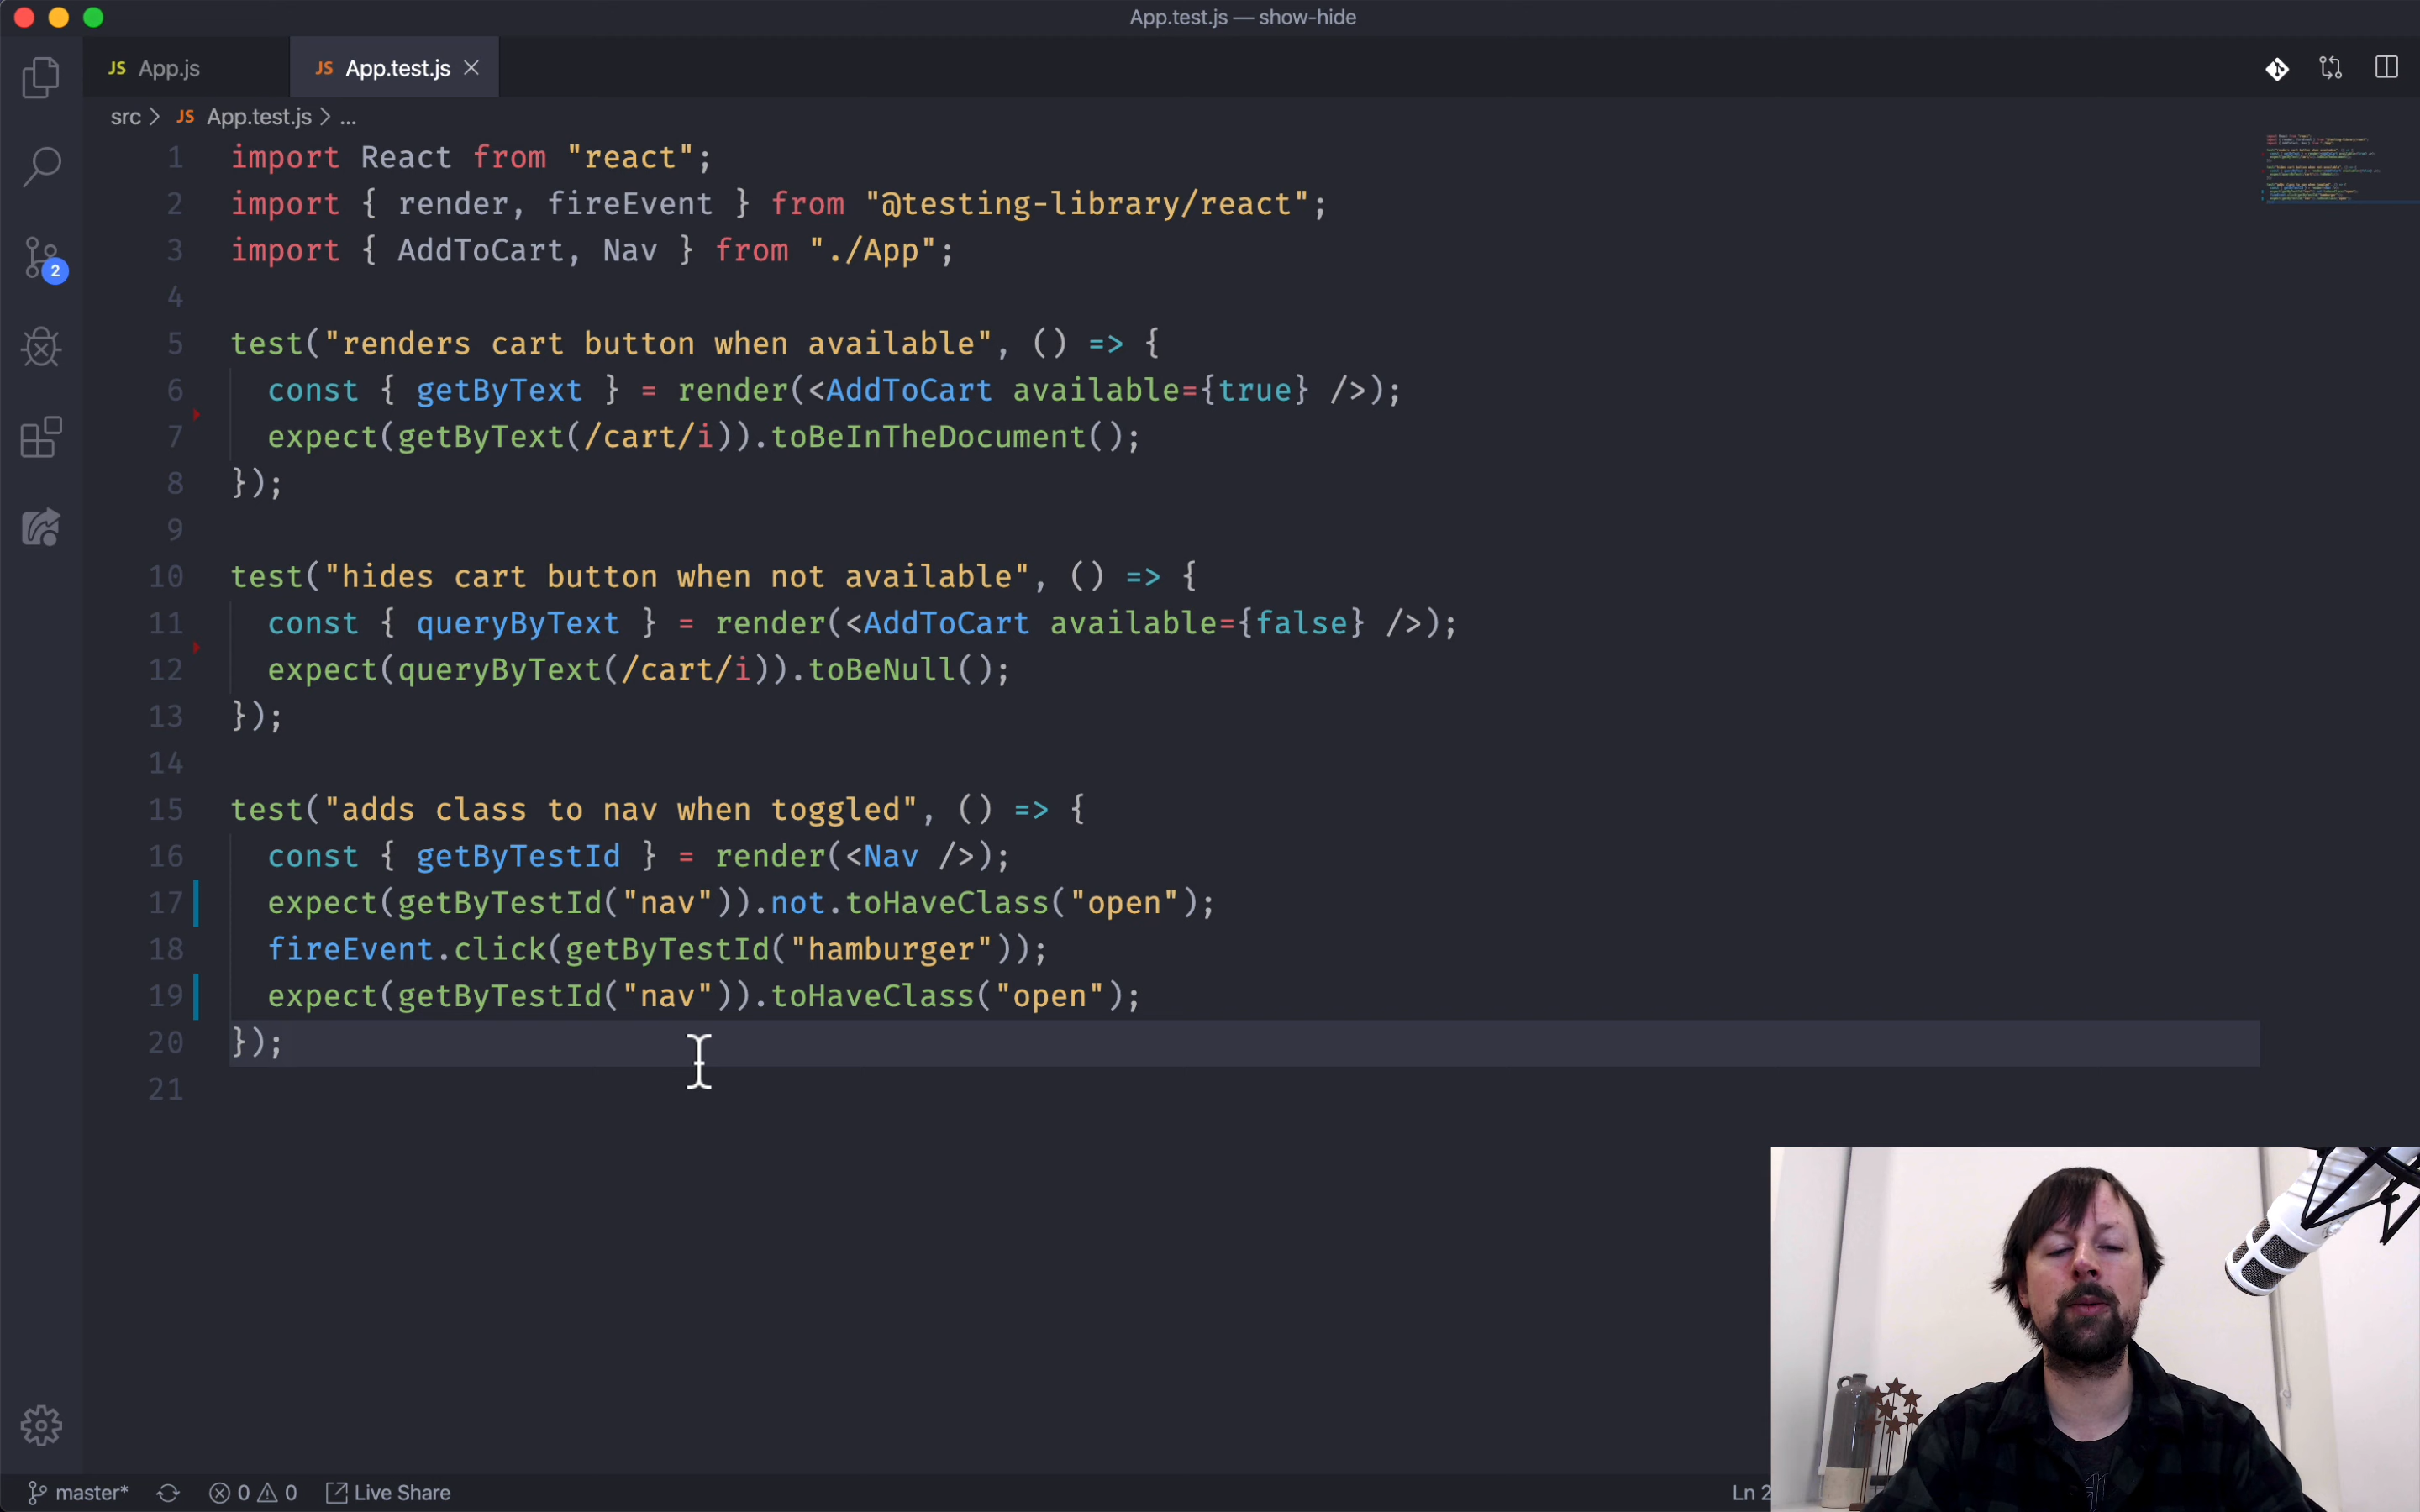 App.test.js — show-hide
JS App.js
JS App.test.js
src > JS App.test.js > ...
1 import React from "react";
2 import { render, fireEvent } from "@testing-library/react";
3 import { AddToCart, Nav } from "./App";
4
5 test("renders cart button when available", () => {
6 const { getByText } = render(<AddToCart available={true} />);
7 expect(getByText(/cart/i)).toBeInTheDocument();
8 });
9
10 test("hides cart button when not available", () => {
11 const { queryByText } = render(<AddToCart available={false} />);
12 expect(queryByText(/cart/i)).toBeNull();
13 });
14
15 test("adds class to nav when toggled", () => {
16 const { getByTestId } = render(<Nav />);
17 expect(getByTestId("nav")).not.toHaveClass("open");
18 fireEvent.click(getByTestId("hamburger"));
19 expect(getByTestId("nav")).toHaveClass("open");
20 });
21
2
master* 0 0 Live Share
Ln 2